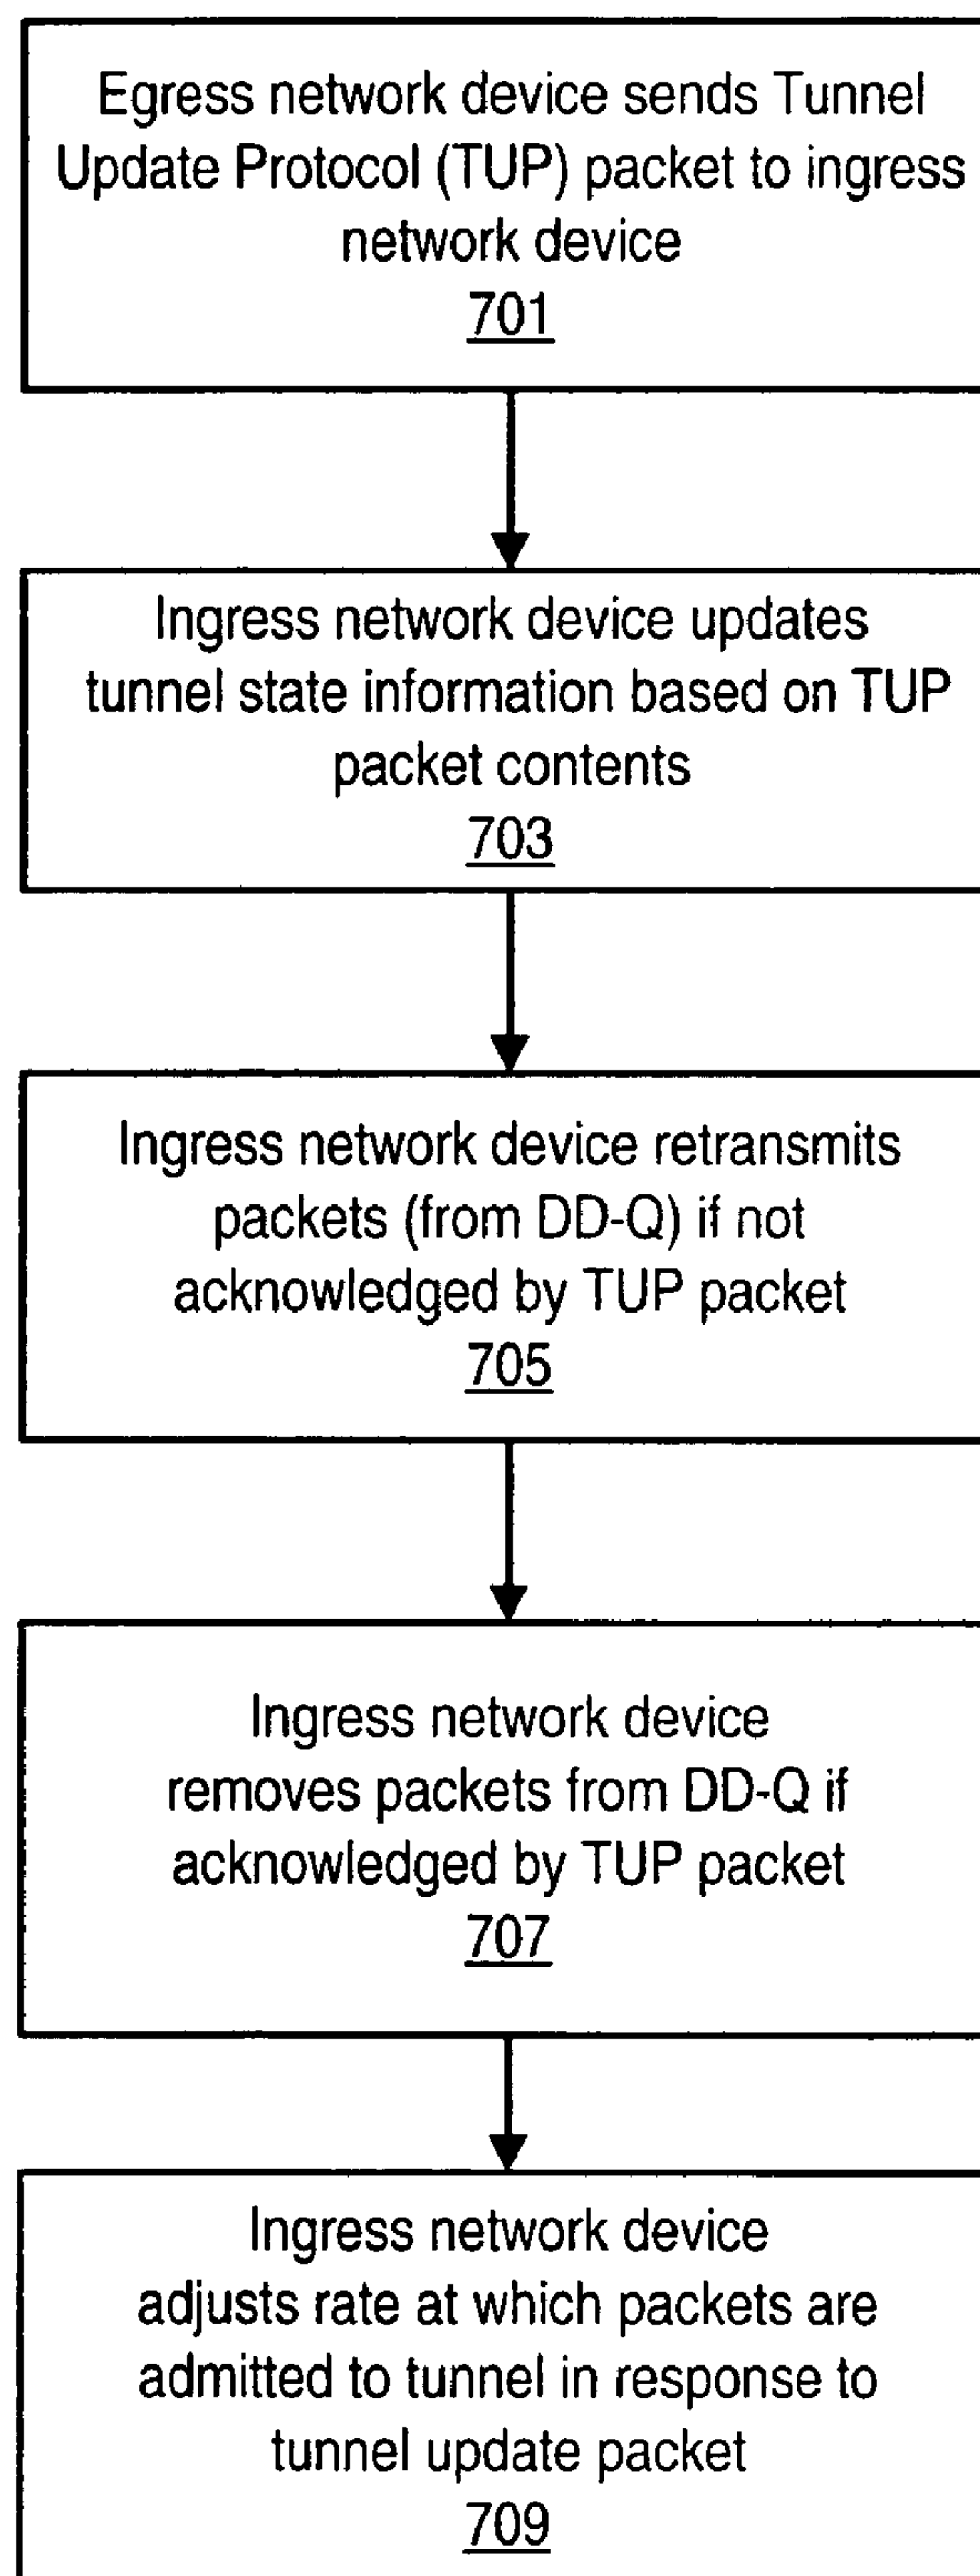 Egress network device sends Tunnel
Update Protocol (TUP) packet to ingress
network device
701
Ingress network device updates
tunnel state information based on TUP
packet contents
703
Ingress network device retransmits
packets (from DD-Q) if not
acknowledged by TUP packet
705
Ingress network device
removes packets from DD-Q if
acknowledged by TUP packet
707
Ingress network device
adjusts rate at which packets are
admitted to tunnel in response to
tunnel update packet
709